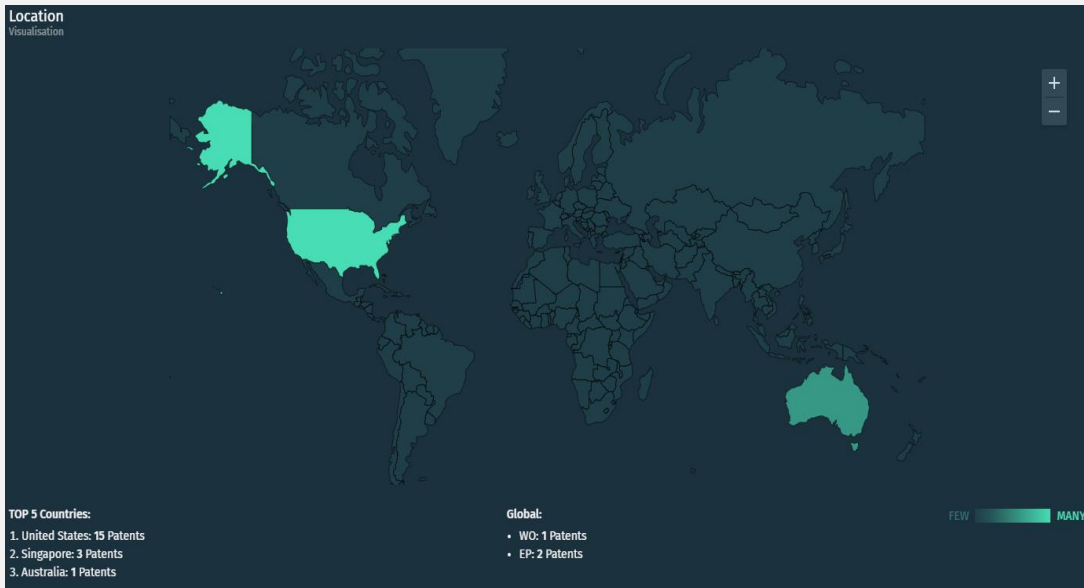 Location
Visualisation
+
−
TOP 5 Countries:
1. United States: 15 Patents
2. Singapore: 3 Patents
3. Australia: 1 Patents
Global:
• WO: 1 Patents
• EP: 2 Patents
FEW MANY